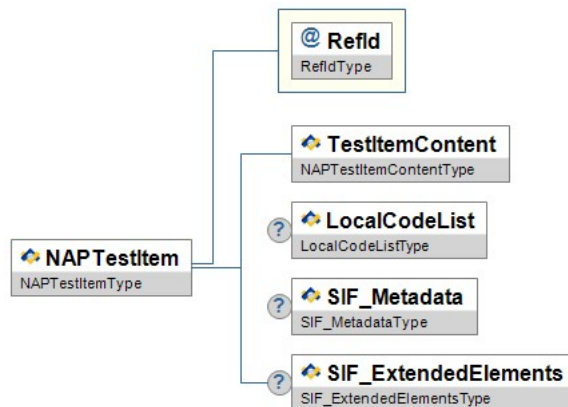 @ RefId
RefIdType
TestItemContent
NAPTestItemContentType
? LocalCodeList
LocalCodeListType
NAPTestItem
NAPTestItemType
? SIF_Metadata
SIF_MetadataType
? SIF_ExtendedElements
SIF_ExtendedElementsType